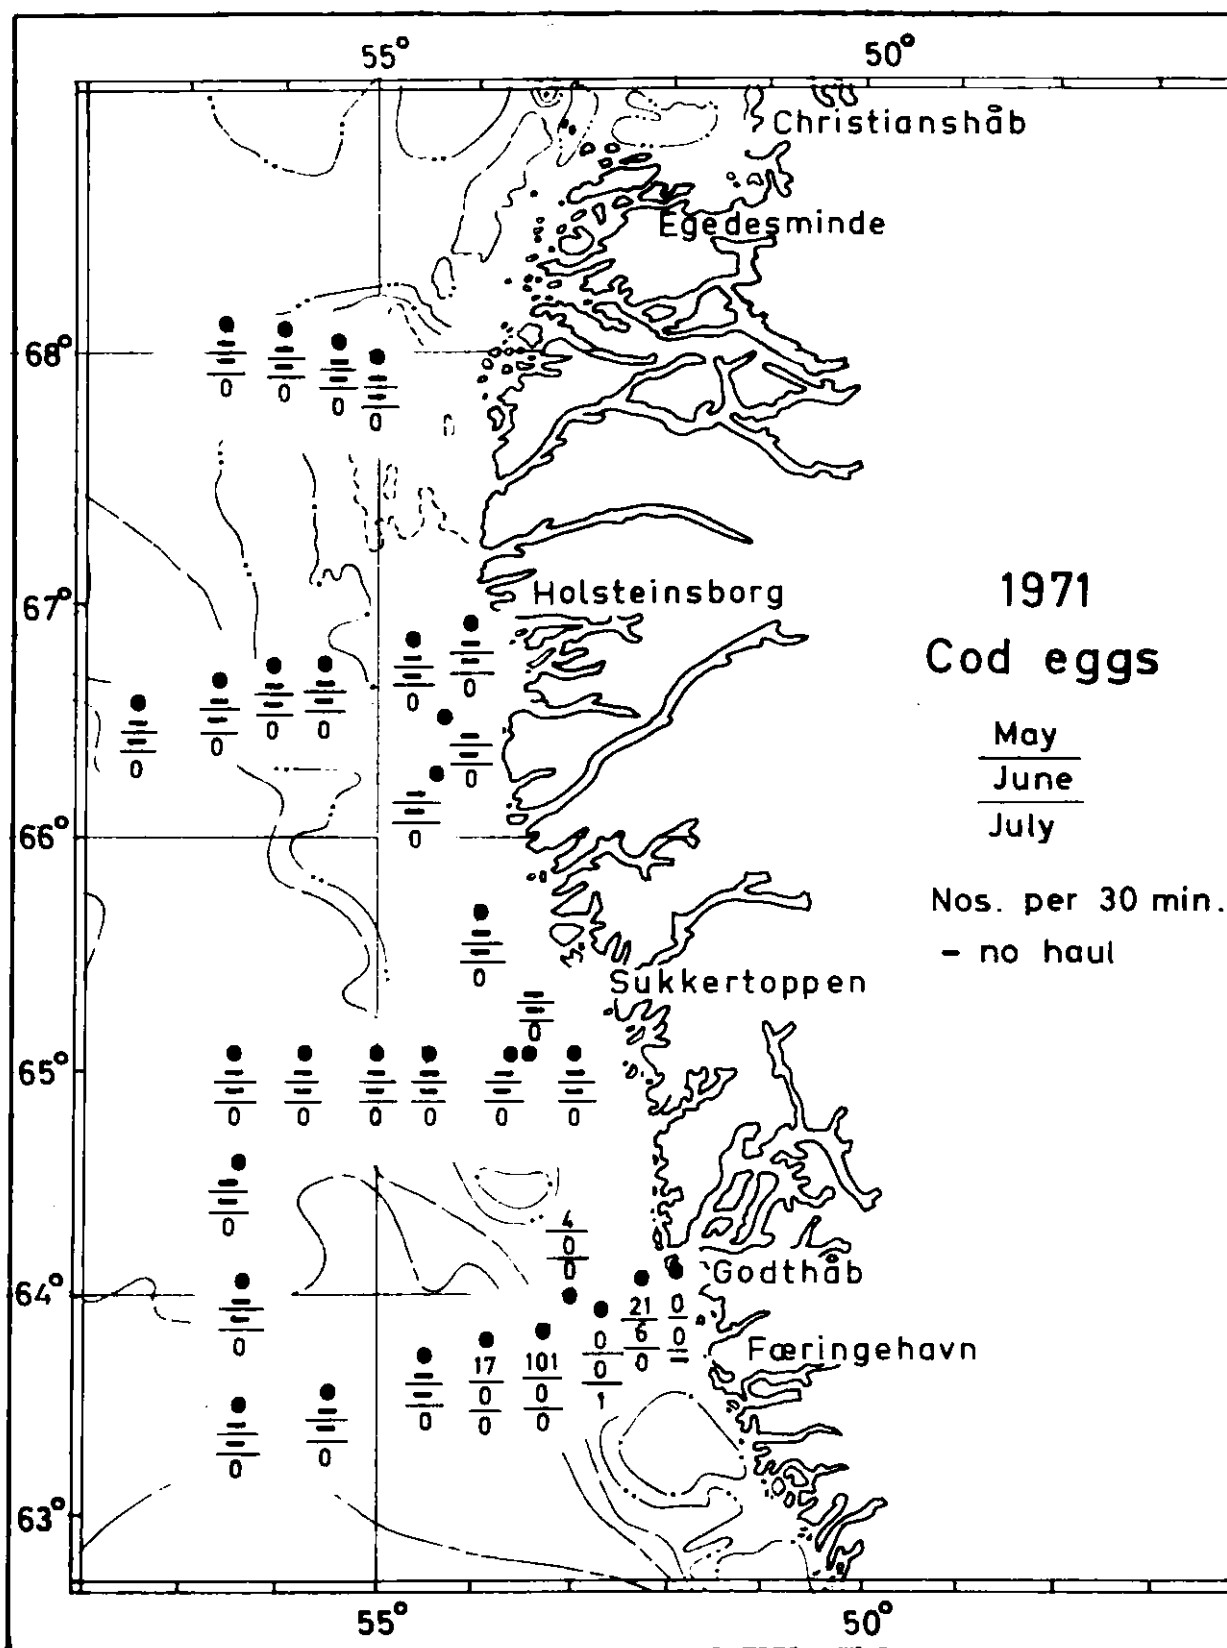 55° 50°
Christianshåb
Egedesminde
68°
- - - -
- - - -
0 0 0 0
67°
Holsteinsborg
1971
Cod eggs
May
June
July
Nos. per 30 min.
- no haul
- - - - - -
- - - - - -
0 0 0 0 0 0
-
-
0
-
-
0
66°
-
-
0
Sukkertoppen
-
-
0
65°
- - - - - -
- - - - - -
0 0 0 0 0 0
-
-
0
4
0
0
Godthåb
64°
-
-
0
21 0
6 0
0 -
Færingehavn
- 17 101 0
- 0 0 0
0 0 0 1
- -
- -
0 0
63°
55° 50°